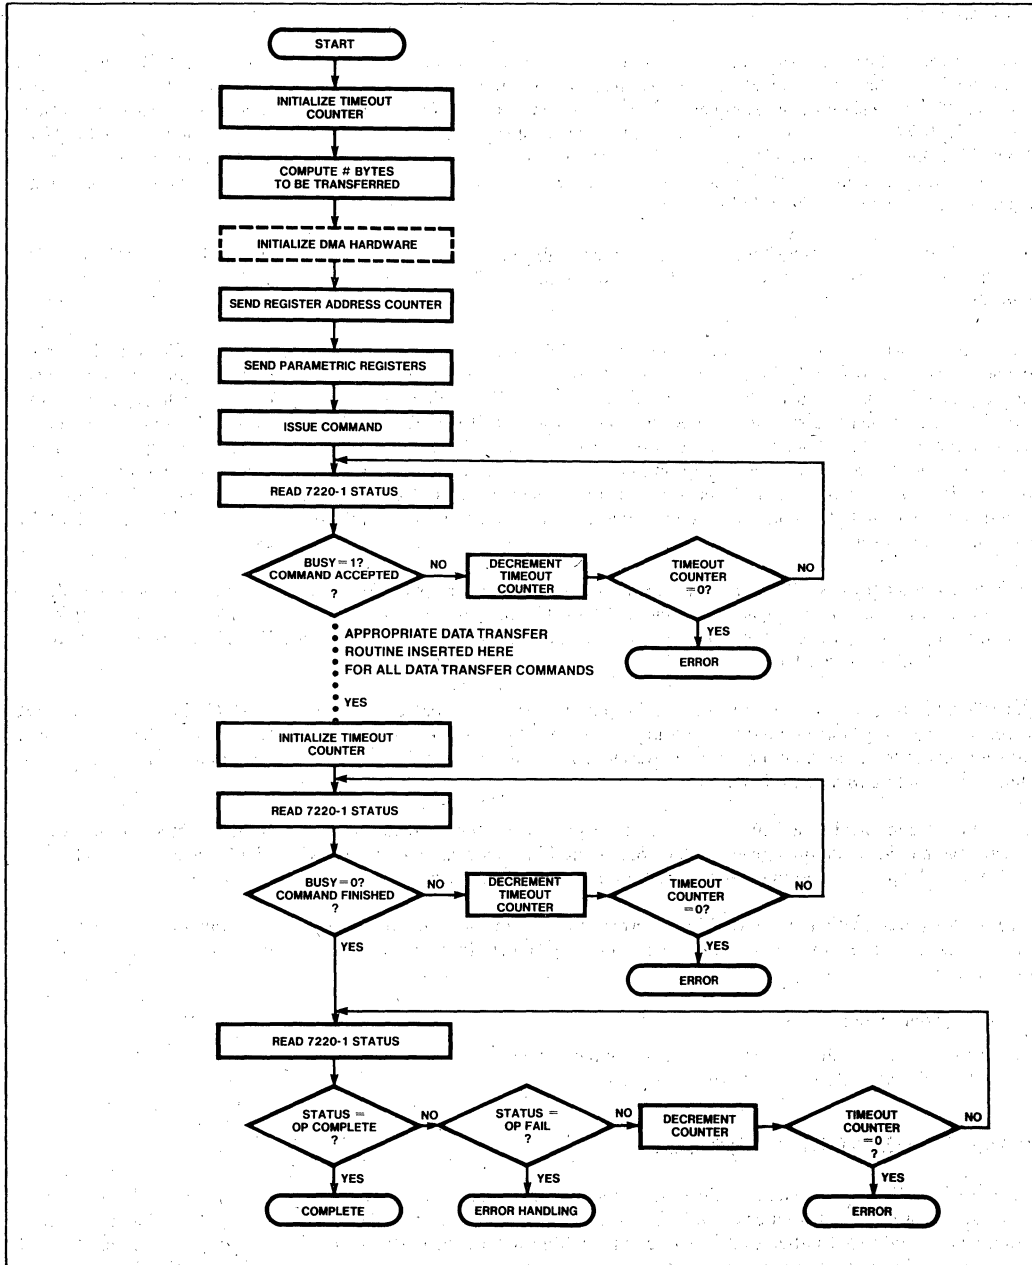 START
INITIALIZE TIMEOUT
COUNTER
COMPUTE # BYTES
TO BE TRANSFERRED
INITIALIZE DMA HARDWARE
SEND REGISTER ADDRESS COUNTER
SEND PARAMETRIC REGISTERS
ISSUE COMMAND
READ 7220-1 STATUS
BUSY = 1?
COMMAND ACCEPTED
?
NO
DECREMENT
TIMEOUT
COUNTER
TIMEOUT
COUNTER
=0?
NO
YES
ERROR
APPROPRIATE DATA TRANSFER
ROUTINE INSERTED HERE
FOR ALL DATA TRANSFER COMMANDS
YES
INITIALIZE TIMEOUT
COUNTER
READ 7220-1 STATUS
BUSY = 0?
COMMAND FINISHED
?
NO
DECREMENT
TIMEOUT
COUNTER
TIMEOUT
COUNTER
=0?
NO
YES
ERROR
YES
READ 7220-1 STATUS
STATUS =
OP COMPLETE
?
NO
STATUS =
OP FAIL
?
NO
DECREMENT
COUNTER
TIMEOUT
COUNTER
=0
?
NO
YES
COMPLETE
YES
ERROR HANDLING
YES
ERROR